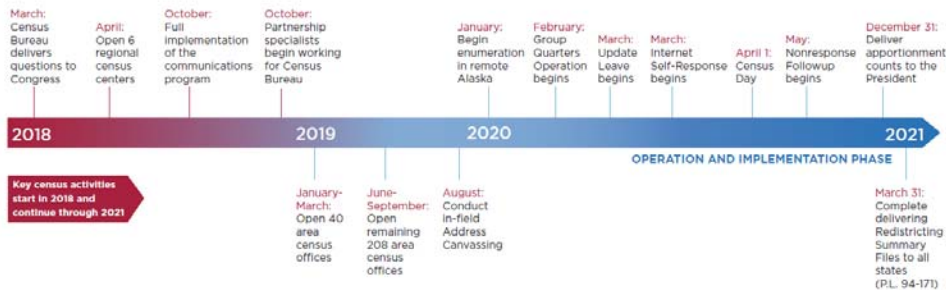 March:
Census
Bureau
delivers
questions to
Congress
April:
Open 6
regional
census
centers
October:
Full
implementation
of the
communications
program
October:
Partnership
specialists
begin working
for Census
Bureau
January:
Begin
enumeration
in remote
Alaska
February:
Group
Quarters
Operation
begins
March:
Update
Leave
begins
March:
Internet
Self-Response
begins
April 1:
Census
Day
May:
Nonresponse
Followup
begins
December 31:
Deliver
apportionment
counts to the
President
2018
2019
2020
2021
OPERATION AND IMPLEMENTATION PHASE
Key census activities
start in 2018 and
continue through 2021
January-
March:
Open 40
area
census
offices
June-
September:
Open
remaining
208 area
census
offices
August:
Conduct
in-field
Address
Canvassing
March 31:
Complete
delivering
Redistricting
Summary
Files to all
states
(P.L. 94-171)